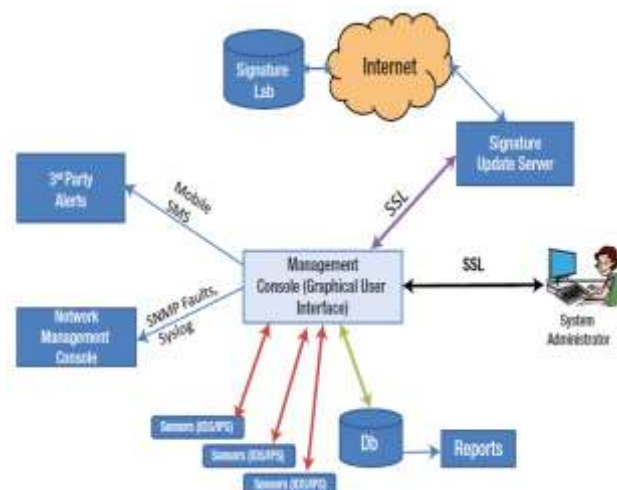 Signature
Lab
Internet
Signature
Update Server
3rd Party
Alerts
Mobile
SMS
SSL
Management
Console (Graphical User
Interface)
SSL
System
Administrator
Network
Management
Console
SNMP Faults,
Syslog
Sensors (IDS/IPS)
Sensors (IDS/IPS)
Sensors (IDS/IPS)
Db
Reports